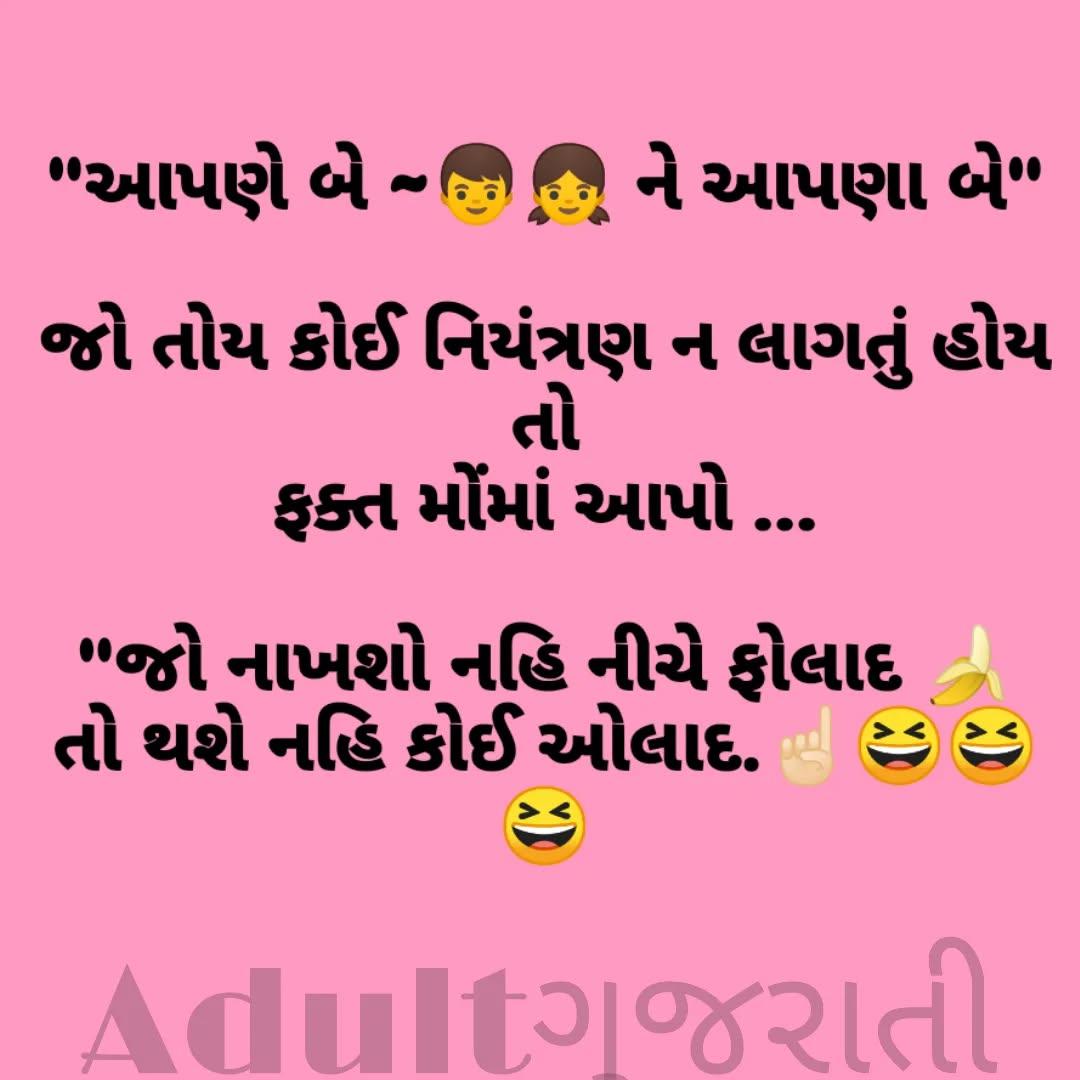 "આપણે બે ~👦👧 ને આપણા બે"
જો તોય કોઈ નિયંત્રણ ન લાગતું હોય
તો
ફક્ત મોંમાં આપો ...
"જો નાખશો નહિ નીચે ફોલાદ 🍌
તો થશે નહિ કોઈ ઓલાદ.☝🏻😆😆
😆
Adultગુજરાતી